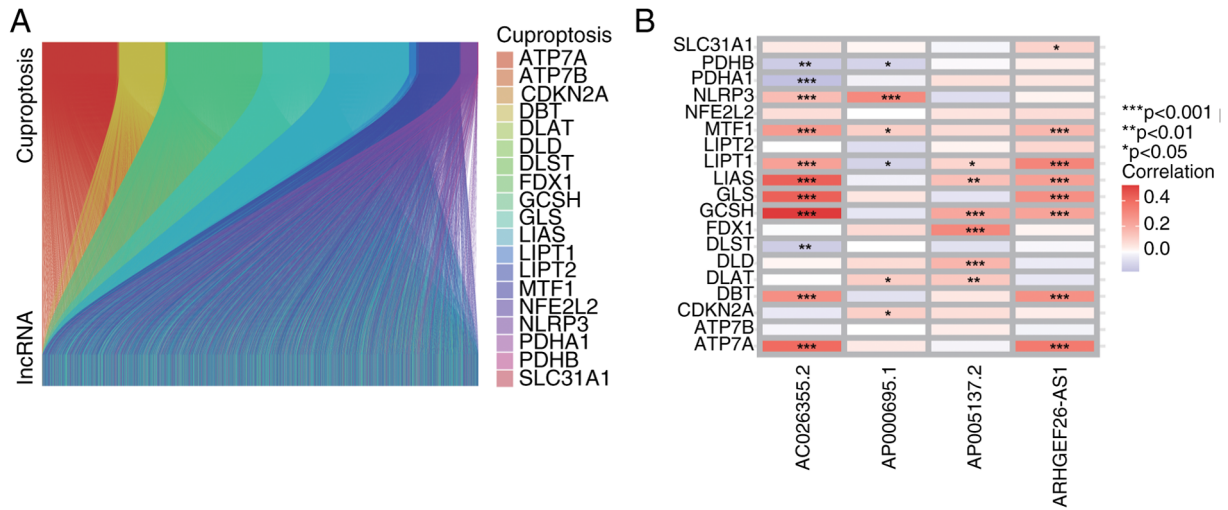 A
Cuproptosis
lncRNA
Cuproptosis
ATP7A
ATP7B
CDKN2A
DBT
DLAT
DLD
DLST
FDX1
GCSH
GLS
LIAS
LIPT1
LIPT2
MTF1
NFE2L2
NLRP3
PDHA1
PDHB
SLC31A1
B
SLC31A1 *
PDHB ** *
PDHA1 ***
NLRP3 *** ***
NFE2L2
MTF1 *** * ***
LIPT2
LIPT1 *** * * ***
LIAS *** ** ***
GLS *** ***
GCSH *** *** ***
FDX1 ***
DLST **
DLD ***
DLAT * **
DBT *** ***
CDKN2A *
ATP7B
ATP7A *** ***
AC026355.2
AP000695.1
AP005137.2
ARHGEF26-AS1
***p<0.001
**p<0.01
*p<0.05
Correlation
0.4
0.2
0.0